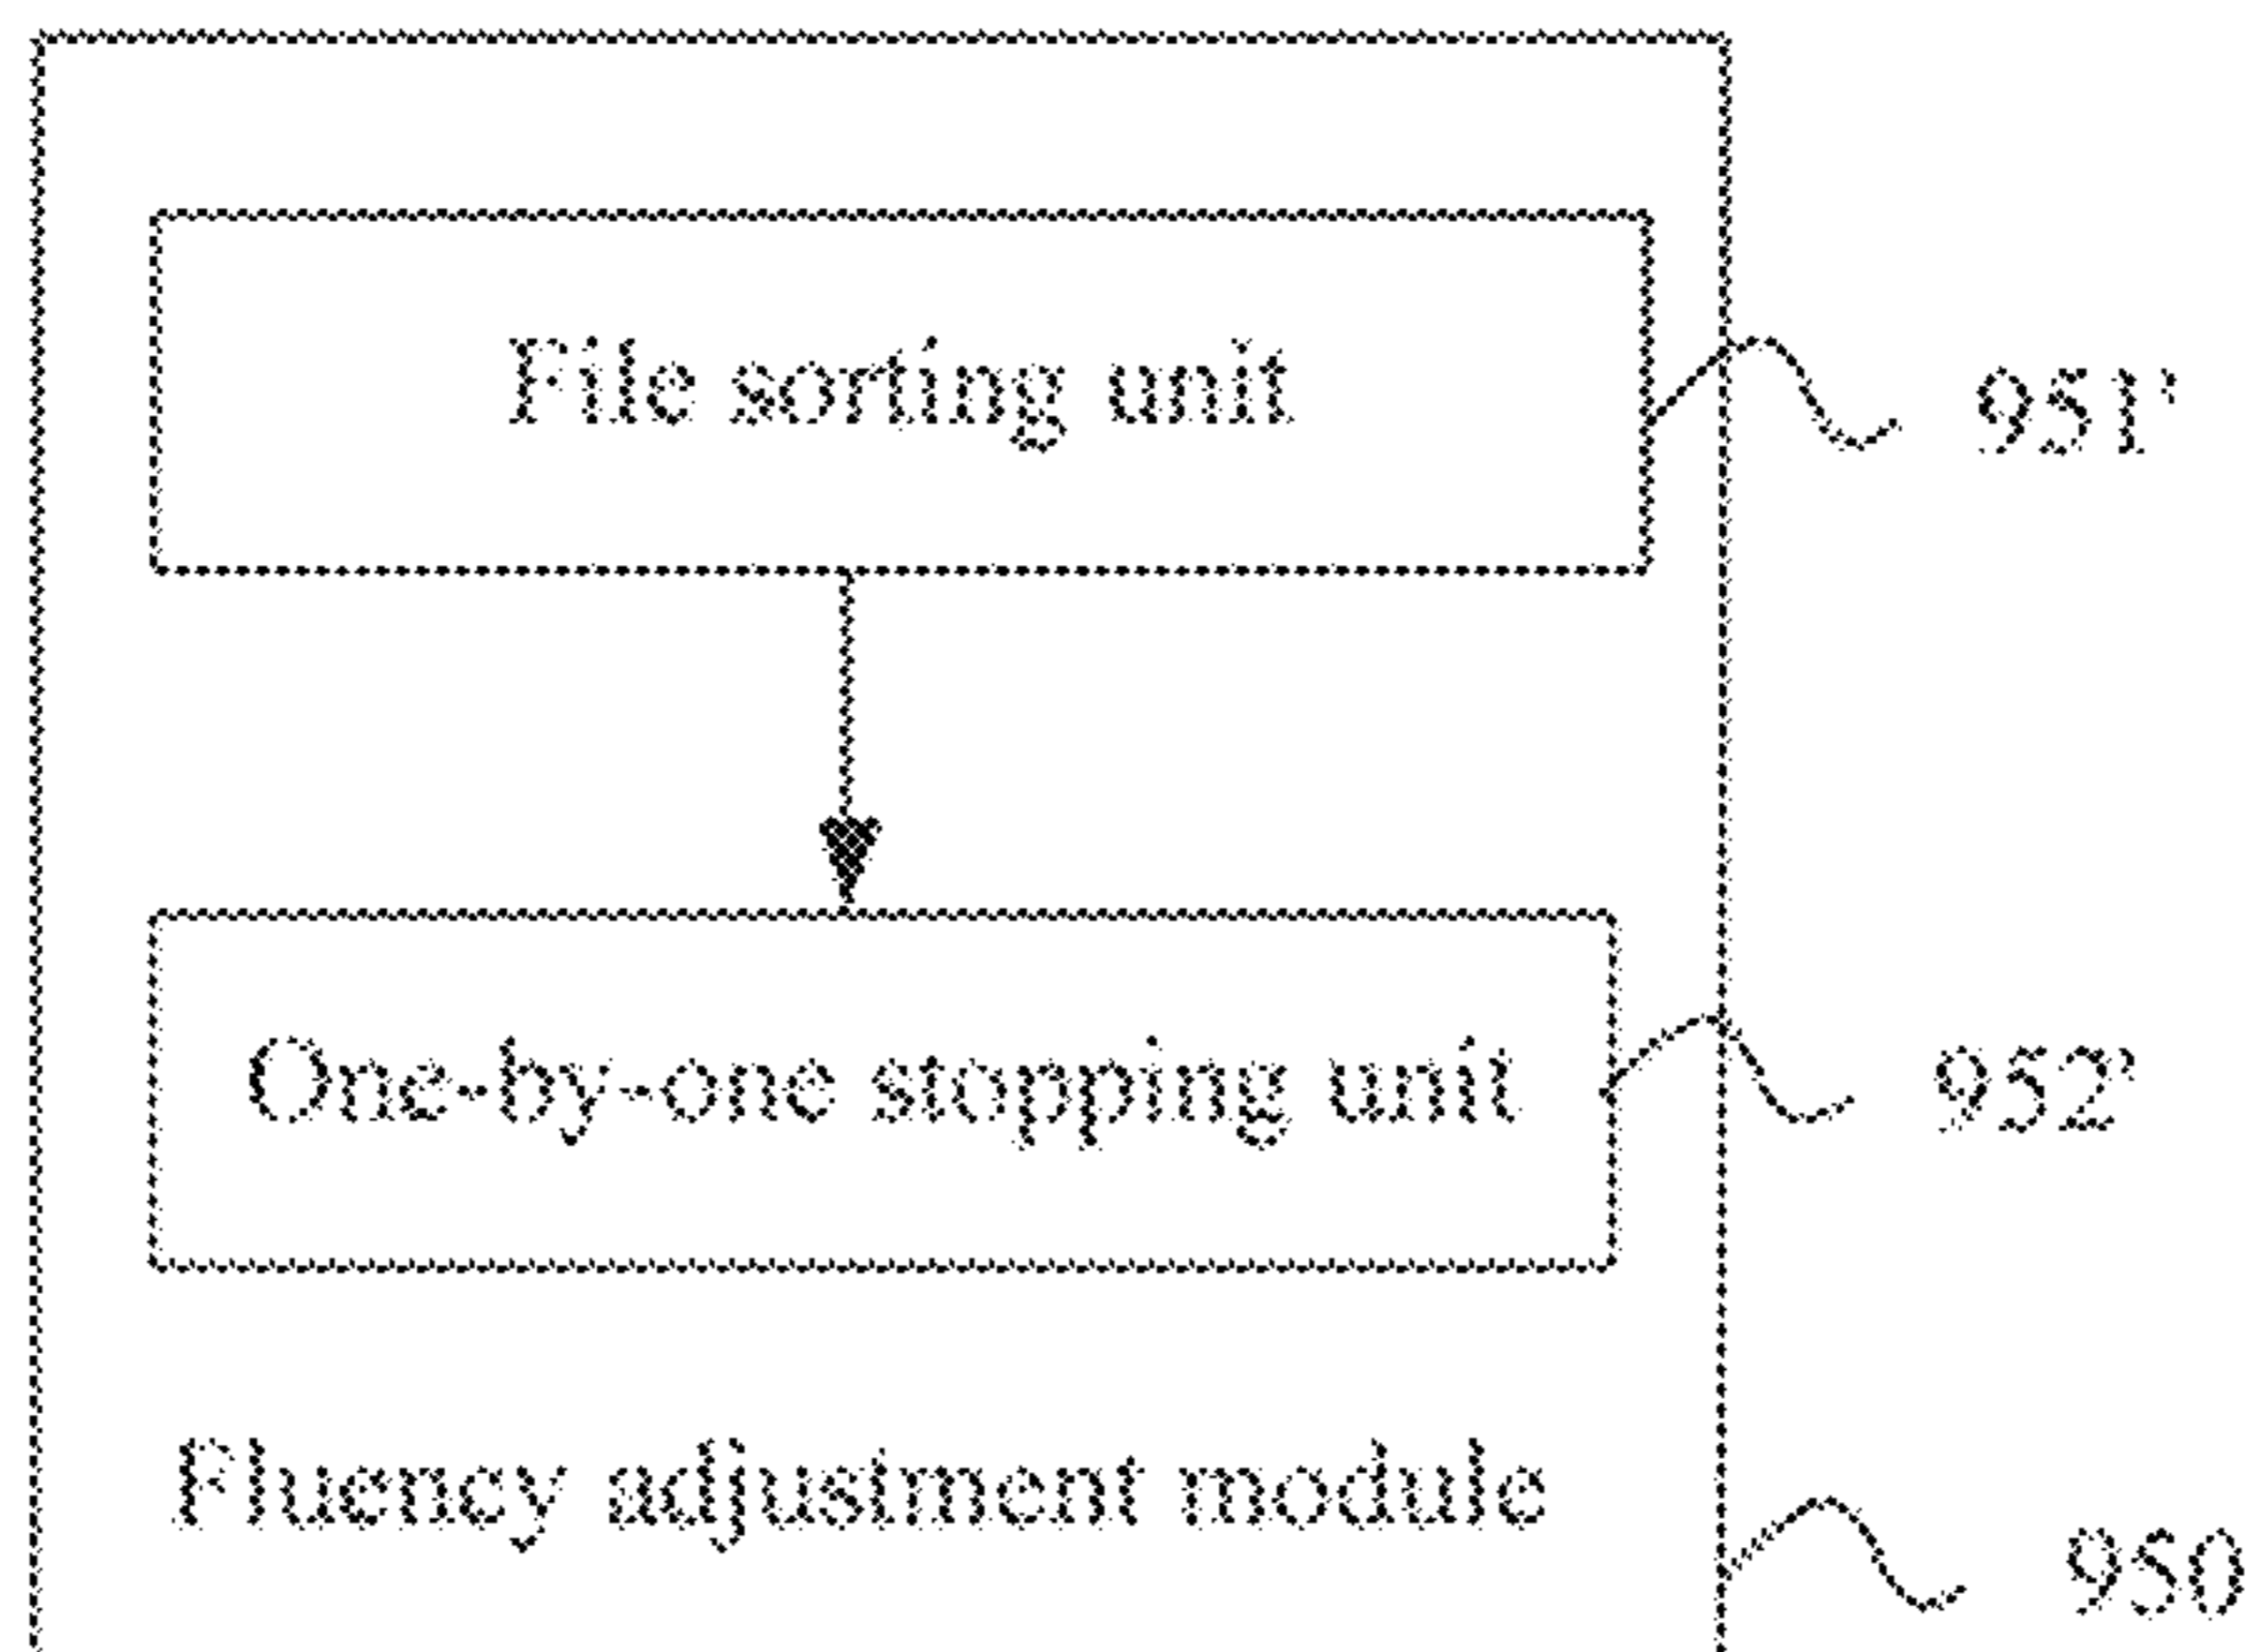 File sorting unit
951'
One-by-one stopping unit
952'
Fluency adjustment module
950